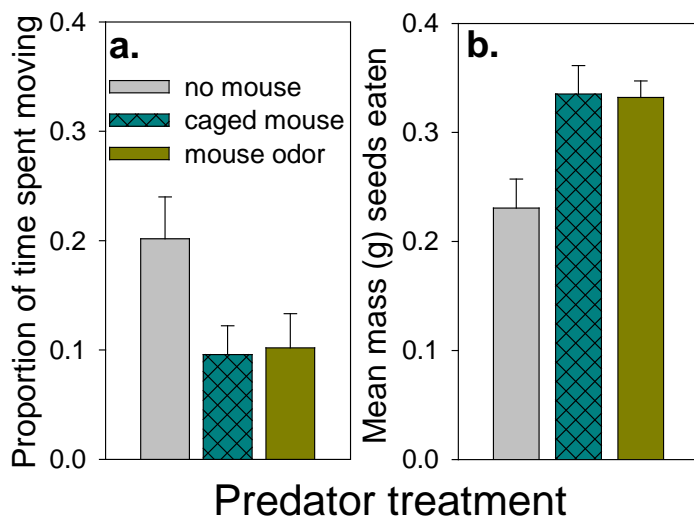 Proportion of time spent moving
0.4
0.3
0.2
0.1
0.0
a.
no mouse
caged mouse
mouse odor
Mean mass (g) seeds eaten
0.4
0.3
0.2
0.1
0.0
b.
Predator treatment